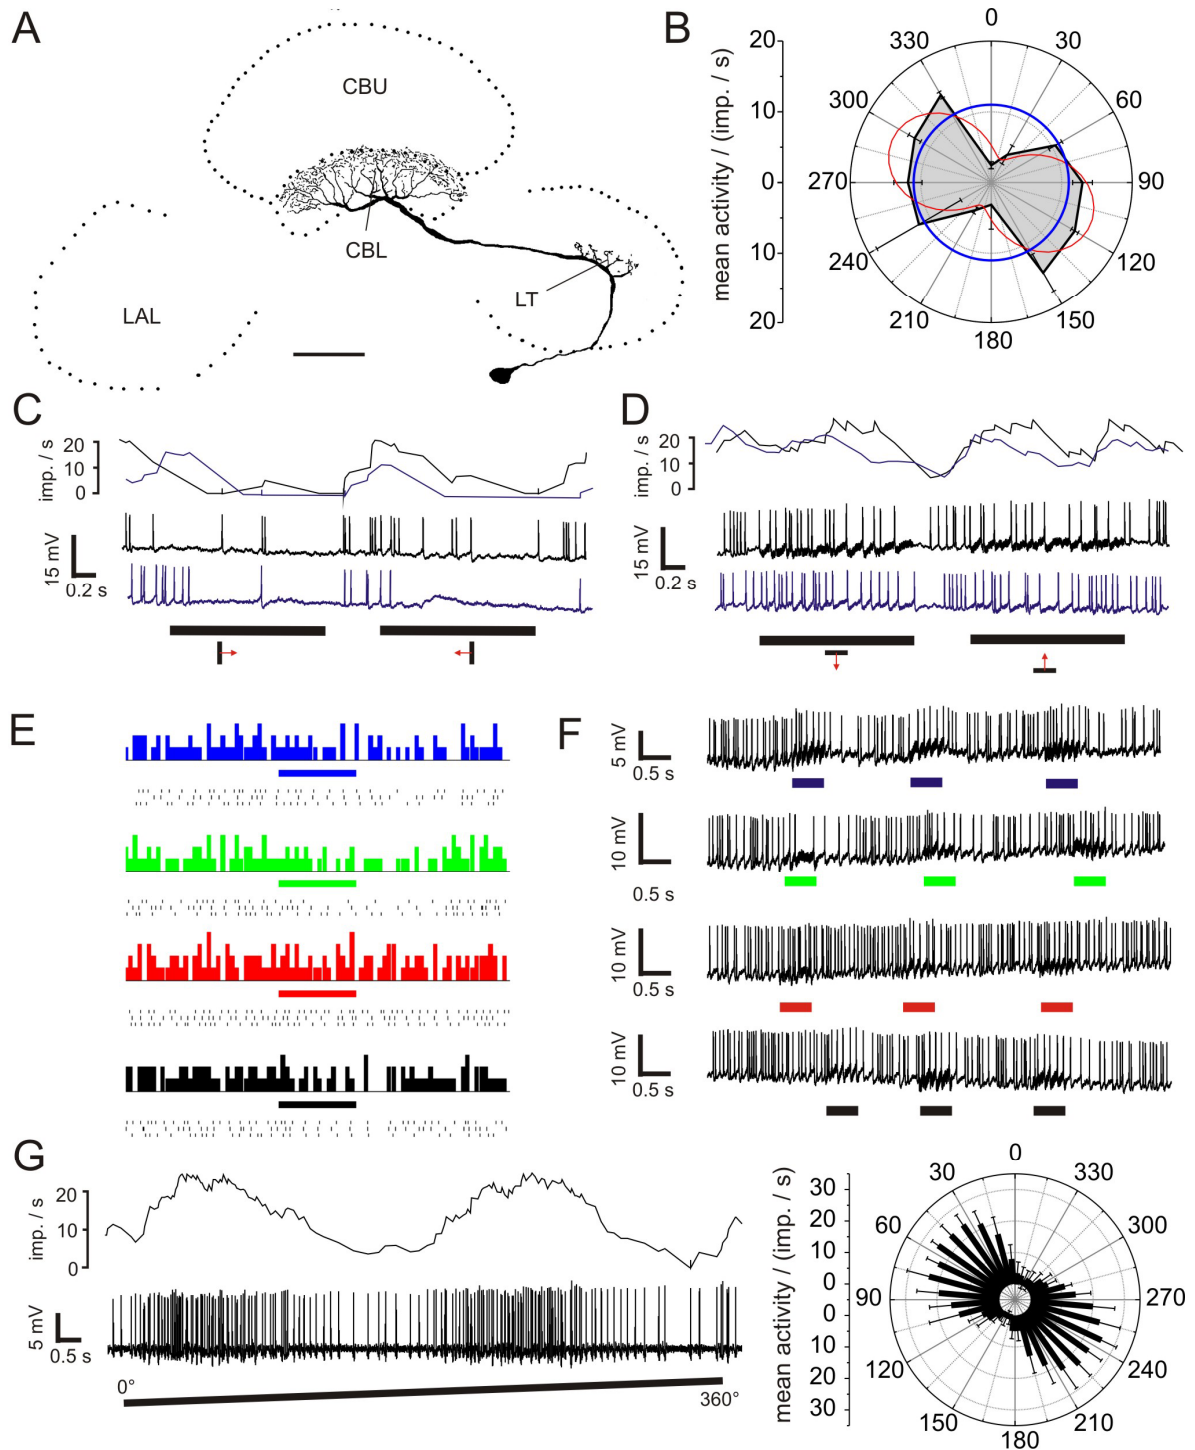 A
CBU
CBL
LAL
LT
B
mean activity / (imp. / s)
20
10
0
10
20
0
30
60
90
120
150
180
210
240
270
300
330
C
imp. / s
20
10
0
15 mV
0.2 s
D
imp. / s
20
10
0
15 mV
0.2 s
E
F
5 mV
0.5 s
10 mV
0.5 s
10 mV
0.5 s
10 mV
0.5 s
G
imp. / s
20
10
0
5 mV
0.5 s
0°
360°
mean activity / (imp. / s)
30
20
10
0
0
10
20
30
0
330
300
270
240
210
180
150
120
90
60
30